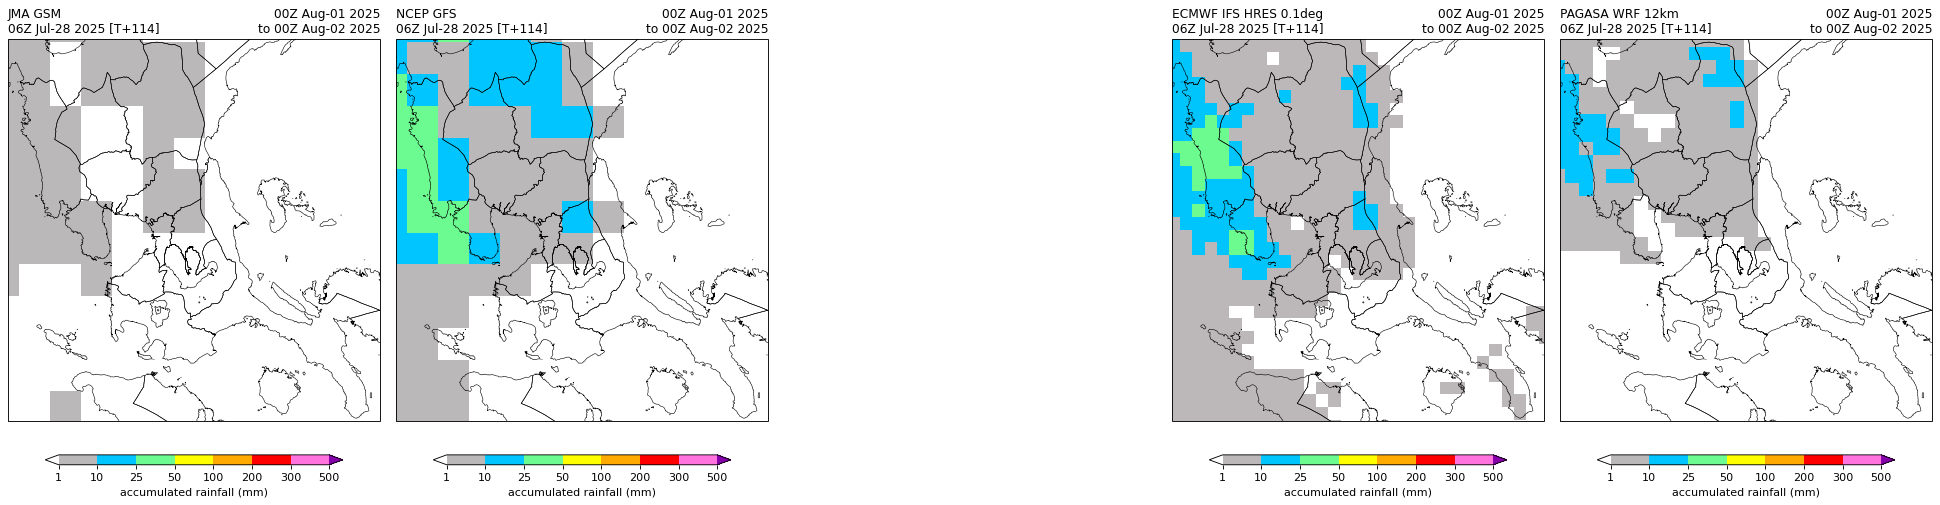 JMA GSM 00Z Aug-01 2025
06Z Jul-28 2025 [T+114] to 00Z Aug-02 2025
1 10 25 50 100 200 300 500
accumulated rainfall (mm)
NCEP GFS 00Z Aug-01 2025
06Z Jul-28 2025 [T+114] to 00Z Aug-02 2025
1 10 25 50 100 200 300 500
accumulated rainfall (mm)
ECMWF IFS HRES 0.1deg 00Z Aug-01 2025
06Z Jul-28 2025 [T+114] to 00Z Aug-02 2025
1 10 25 50 100 200 300 500
accumulated rainfall (mm)
PAGASA WRF 12km 00Z Aug-01 2025
06Z Jul-28 2025 [T+114] to 00Z Aug-02 2025
1 10 25 50 100 200 300 500
accumulated rainfall (mm)